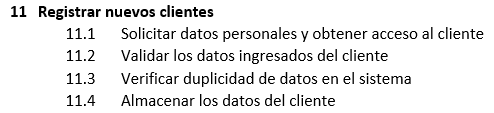 11 Registrar nuevos clientes
11.1 Solicitar datos personales y obtener acceso al cliente
11.2 Validar los datos ingresados del cliente
11.3 Verificar duplicidad de datos en el sistema
11.4 Almacenar los datos del cliente